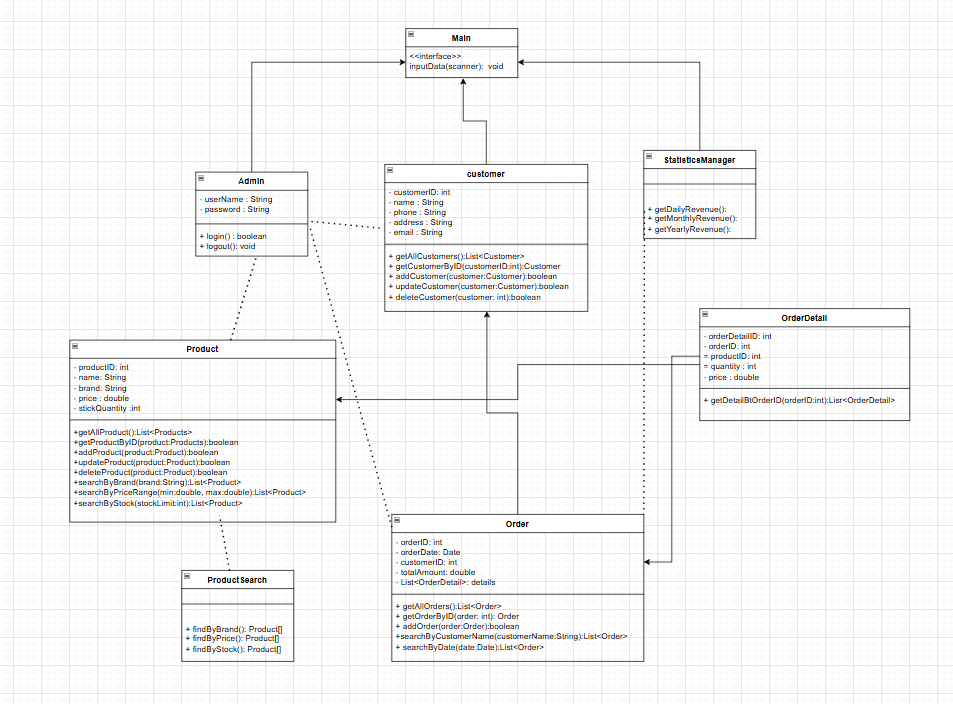 Main
<<interface>>
inputData(scanner): void
Admin
- userName : String
- password : String
+ login() : boolean
+ logout(): void
customer
- customerID: int
- name : String
- phone : String
- address : String
- email : String
+ getAllCustomers():List<Customer>
+ getCustomerByID(customerID:int):Customer
+ addCustomer(customer:Customer):boolean
+ updateCustomer(customer:Customer):boolean
+ deleteCustomer(customer: int):boolean
StatisticsManager
+ getDailyRevenue():
+ getMonthlyRevenue():
+ getYearlyRevenue():
OrderDetail
- orderDetailID: int
- orderID: int
= productID: int
= quantity : int
- price : double
+ getDetailBtOrderID(orderID:int):Lisr<OrderDetail>
Product
- productID: int
- name: String
- brand: String
- price : double
- stickQuantity :int
+getAllProduct():List<Products>
+getProductByID(product:Products):boolean
+addProduct(product:Product):boolean
+updateProduct(product:Product):boolean
+deleteProduct(product:Product):boolean
+searchByBrand(brand:String):List<Product>
+searchByPriceRange(min:double, max:double):List<Product>
+searchByStock(stockLimit:int):List<Product>
Order
- orderID: int
- orderDate: Date
- customerID: int
- totalAmount: double
- List<OrderDetail>: details
+ getAllOrders():List<Order>
+ getOrderByID(order: int): Order
+ addOrder(order:Order):boolean
+searchByCustomerName(customerName:String):List<Order>
+ searchByDate(date:Date):List<Order>
ProductSearch
+ findByBrand(): Product[]
+ findByPrice(): Product[]
+ findByStock(): Product[]